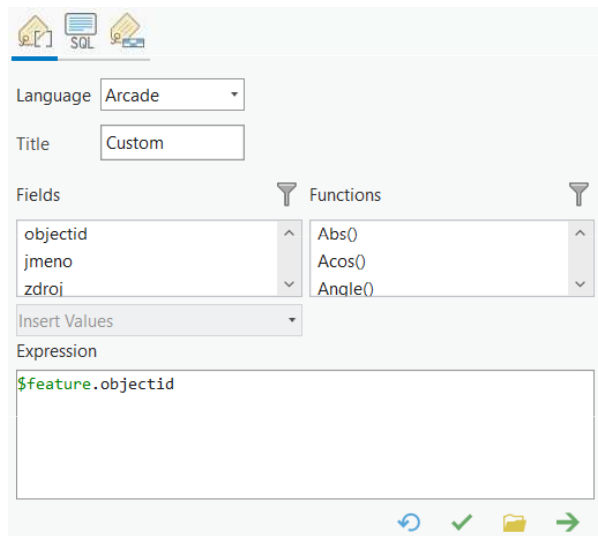 SQL
Language Arcade
Title Custom
Fields Functions
objectid Abs()
jmeno Acos()
zdroj Angle()
Insert Values
Expression
$feature.objectid